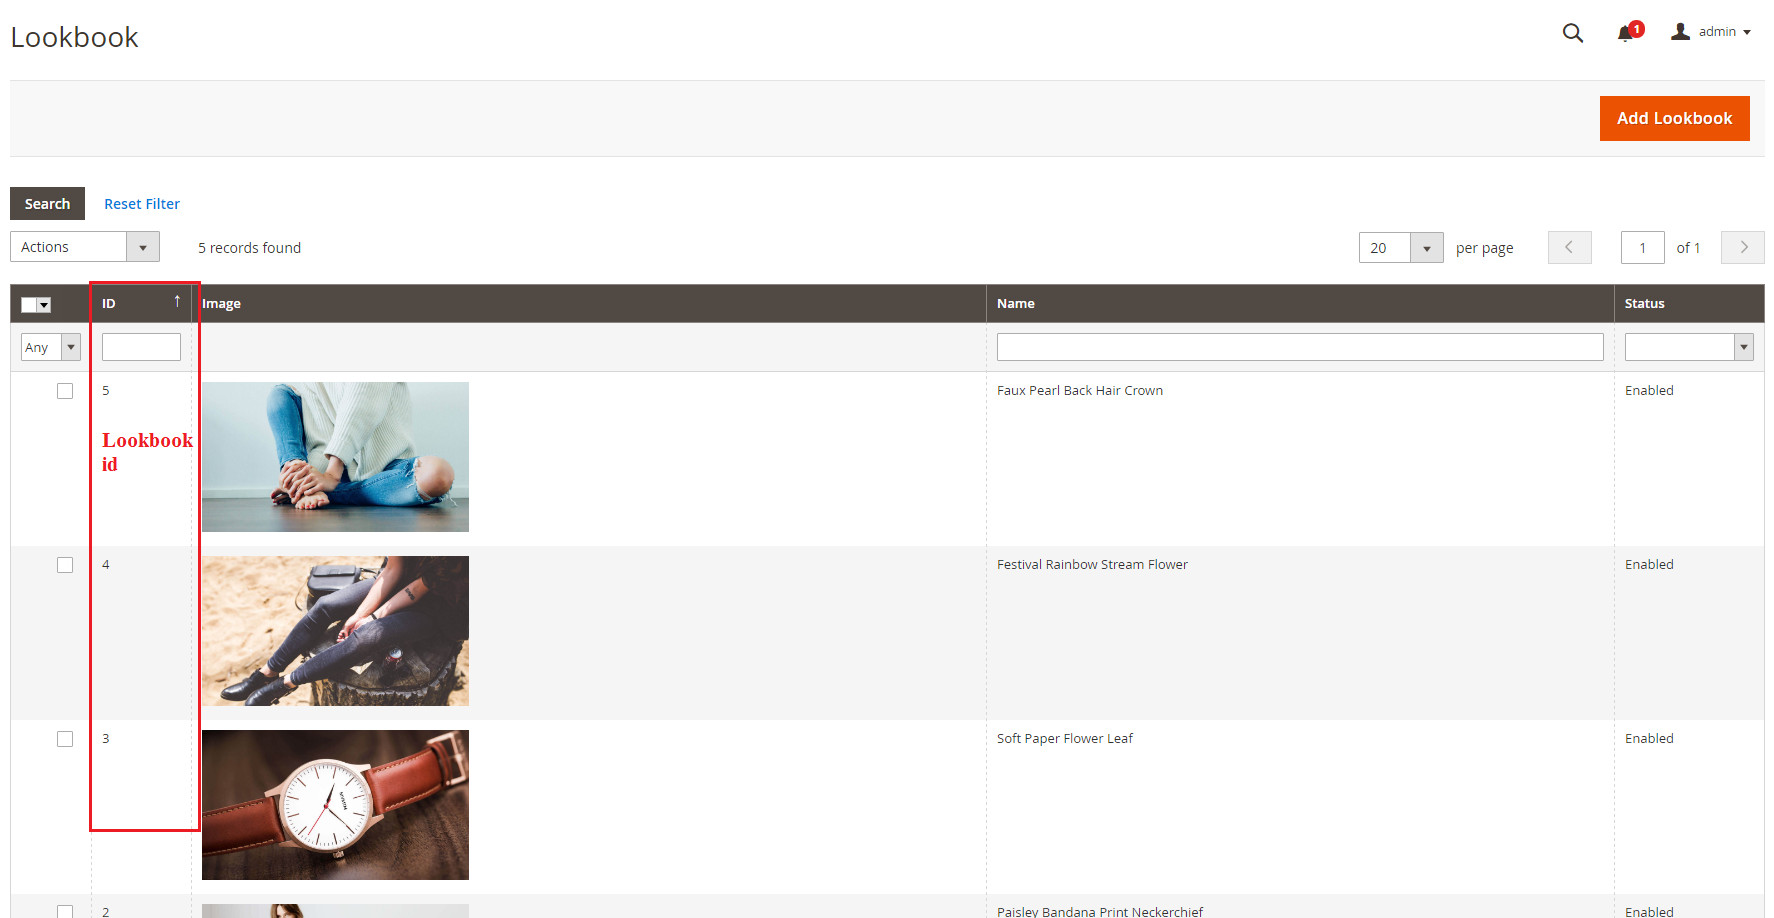 Lookbook
1
admin
Add Lookbook
Search
Reset Filter
Actions
5 records found
20
per page
1
of 1
ID
Image
Name
Status
Any
5
Faux Pearl Back Hair Crown
Enabled
Lookbook
id
4
Festival Rainbow Stream Flower
Enabled
3
Soft Paper Flower Leaf
Enabled
2
Paisley Bandana Print Neckerchief
Enabled